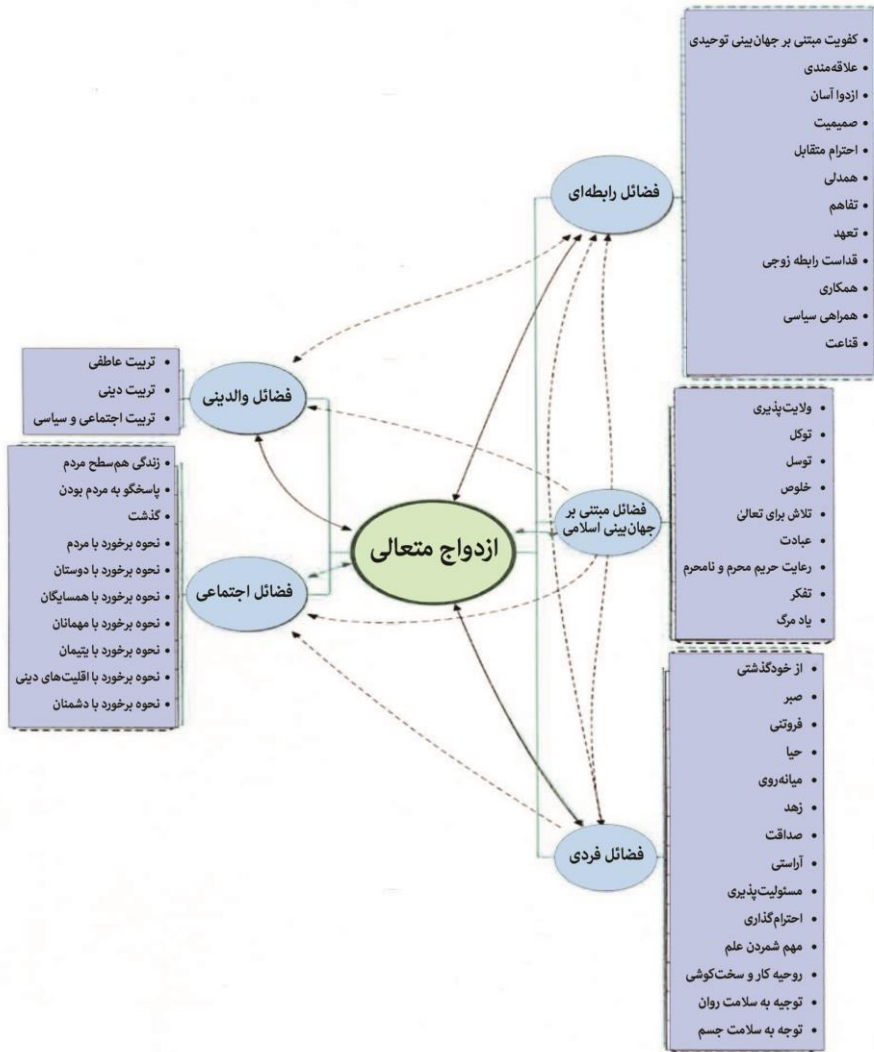 • کفویت مبتنی بر جهان‌بینی توحیدی
• علاقه‌مندی
• ازدوا آسان
• صمیمیت
• احترام متقابل
• همدلی
• تفاهم
• تعهد
• قداست رابطه زوجی
• همکاری
• همراهی سیاسی
• قناعت
فضائل رابطه‌ای
• ولایت‌پذیری
• توکل
• توسل
• خلوص
• تلاش برای تعالی
• عبادت
• رعایت حریم محرم و نامحرم
• تفکر
• یاد مرگ
فضائل مبتنی بر
جهان‌بینی اسلامی
• از خودگذشتی
• صبر
• فروتنی
• حیا
• میانه‌روی
• زهد
• صداقت
• آراستی
• مسئولیت‌پذیری
• احترام‌گذاری
• مهم شمردن علم
• روحیه کار و سخت‌کوشی
• توجیه به سلامت روان
• توجه به سلامت جسم
فضائل فردی
ازدواج متعالی
فضائل والدینی
• تربیت عاطفی
• تربیت دینی
• تربیت اجتماعی و سیاسی
فضائل اجتماعی
• زندگی هم‌سطح مردم
• پاسخگو به مردم بودن
• گذشت
• نحوه برخورد با مردم
• نحوه برخورد با دوستان
• نحوه برخورد با همسایگان
• نحوه برخورد با مهمانان
• نحوه برخورد با یتیمان
• نحوه برخورد با اقلیت‌های دینی
• نحوه برخورد با دشمنان